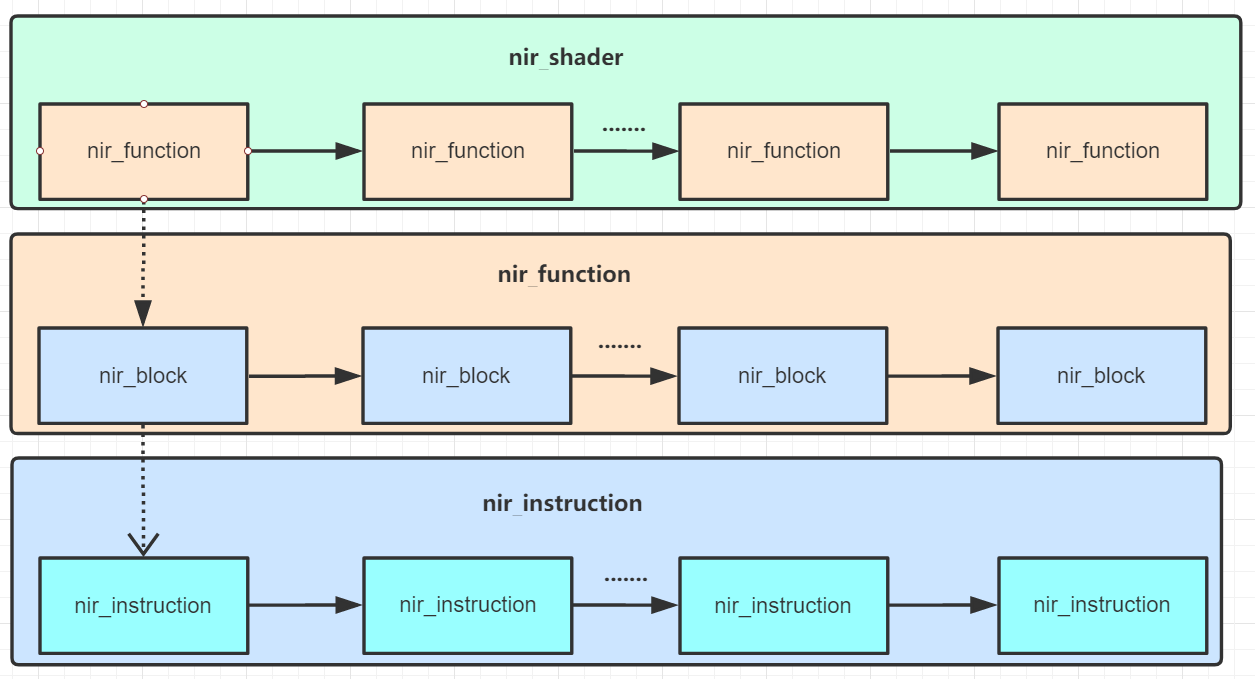 nir_shader
nir_function
.......
nir_function
nir_function
nir_function
nir_function
.......
nir_block
nir_block
nir_block
nir_block
nir_instruction
.......
nir_instruction
nir_instruction
nir_instruction
nir_instruction